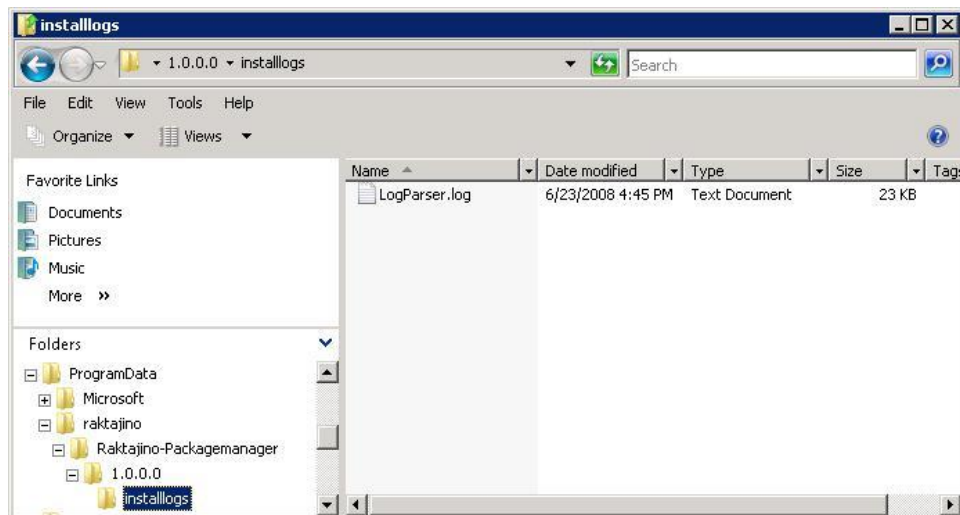 installlogs
1.0.0.0 installlogs
Search
File Edit View Tools Help
Organize Views
Favorite Links
Documents
Pictures
Music
More »
Folders
ProgramData
Microsoft
raktajino
Raktajino-Packagemanager
1.0.0.0
installlogs
Name Date modified Type Size Tags
LogParser.log 6/23/2008 4:45 PM Text Document 23 KB